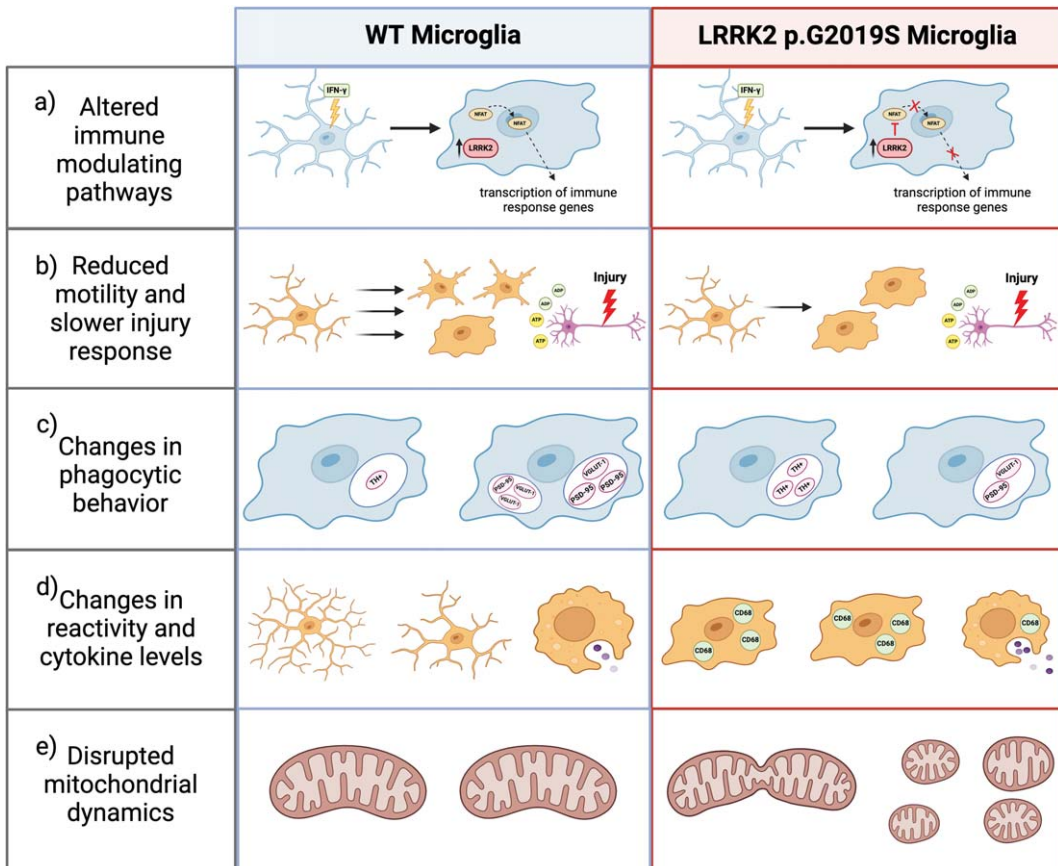 WT Microglia
LRRK2 p.G2019S Microglia
a) Altered
immune
modulating
pathways
IFN-γ
NFAT
NFAT
LRRK2
transcription of immune
response genes
IFN-γ
NFAT
NFAT
LRRK2
transcription of immune
response genes
b) Reduced
motility and
slower injury
response
Injury
ADP
ADP
ATP
ATP
Injury
ADP
ADP
ATP
ATP
c) Changes in
phagocytic
behavior
TH+
PSD-95
VGLUT-1
VGLUT-1
VGLUT-1
PSD-95
PSD-95
TH+
TH+
TH+
VGLUT-1
PSD-95
d) Changes in
reactivity and
cytokine levels
CD68
CD68
CD68
CD68
CD68
CD68
CD68
e) Disrupted
mitochondrial
dynamics